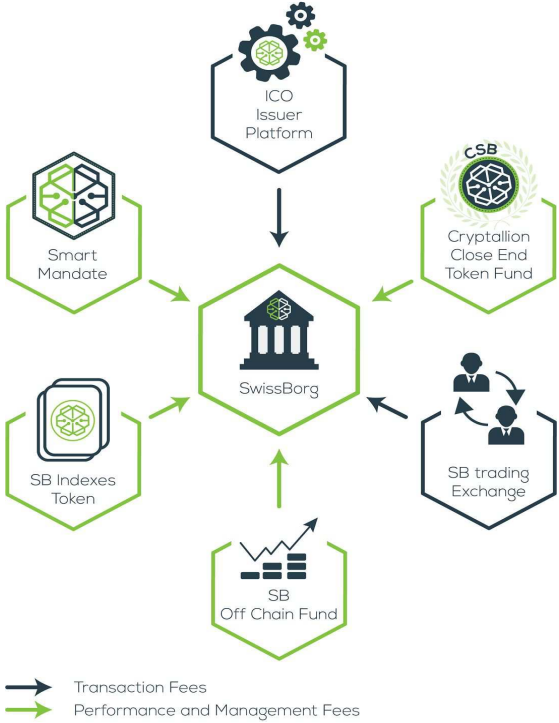 ICO
Issuer
Platform
CSB
Cryptallion
Close End
Token Fund
Smart
Mandate
SwissBorg
SB Indexes
Token
SB trading
Exchange
SB
Off Chain Fund
Transaction Fees
Performance and Management Fees